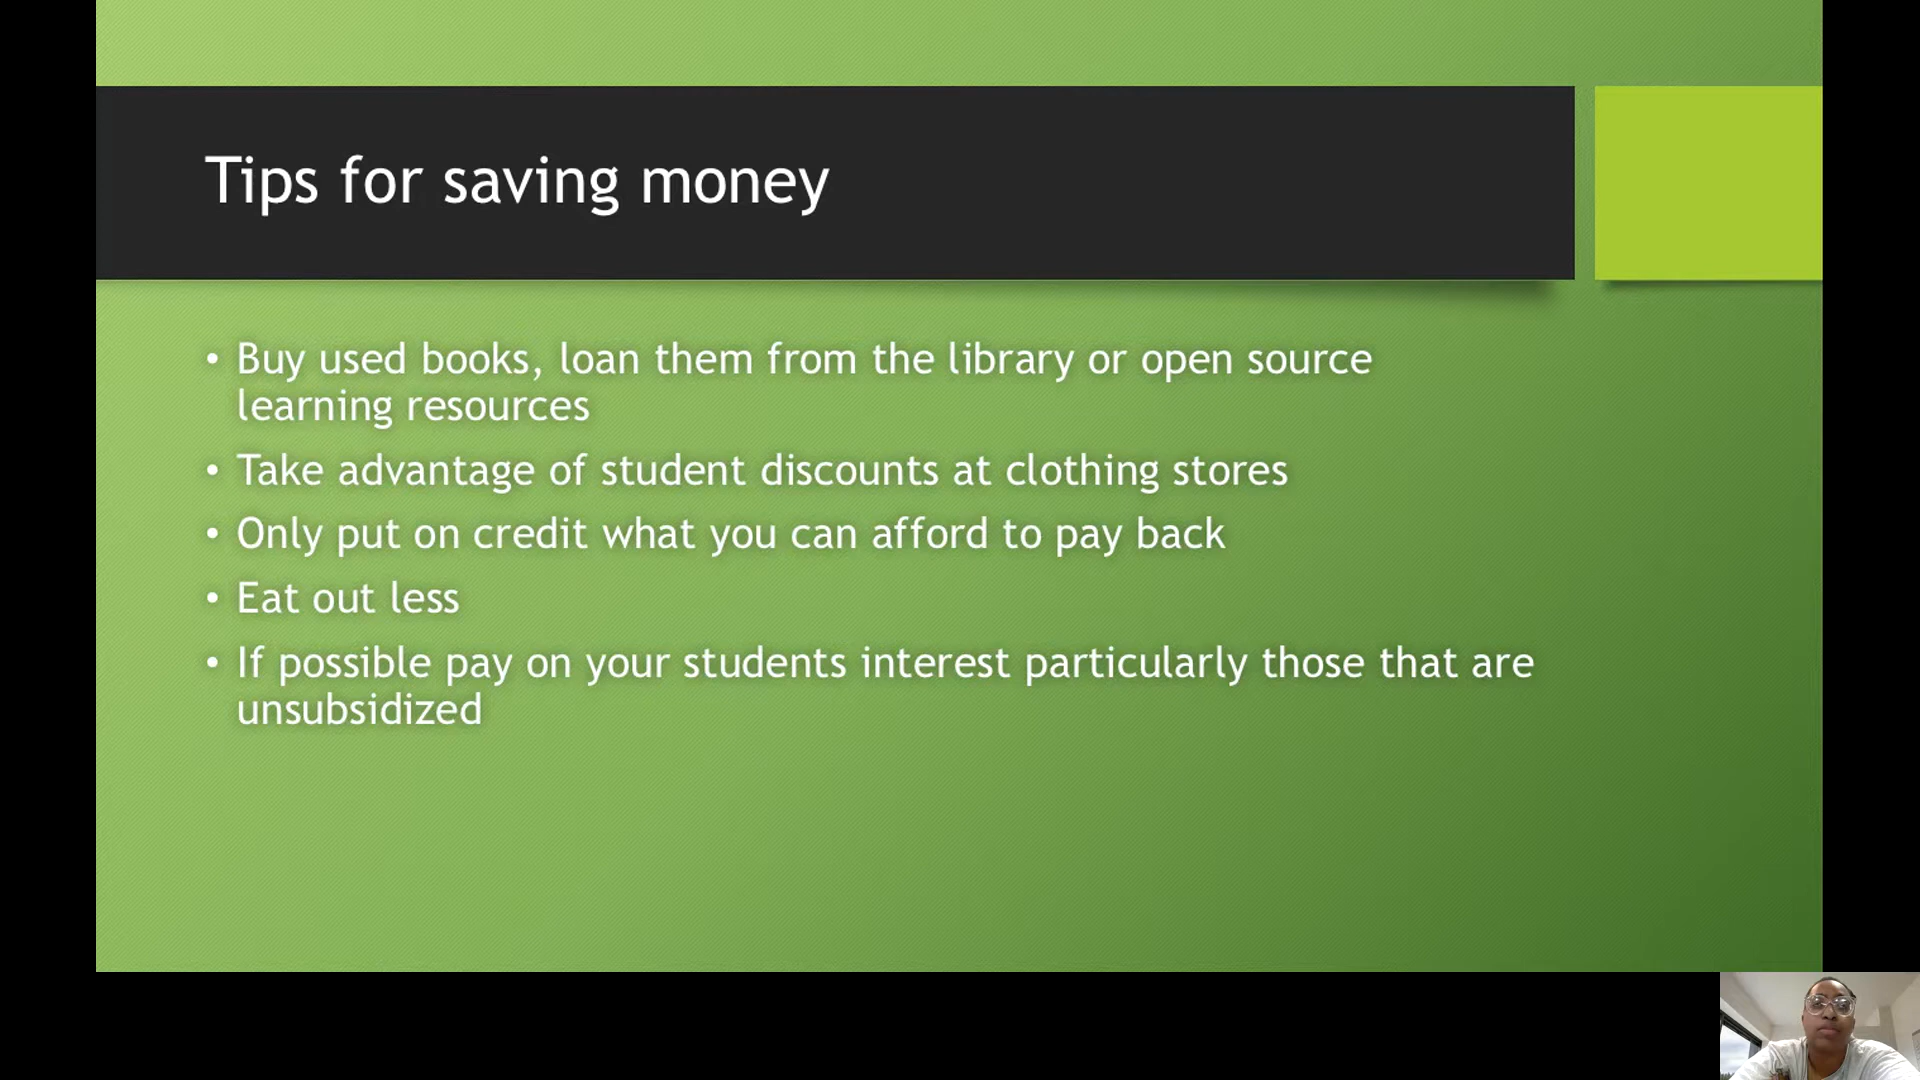 Tips for saving money
• Buy used books, loan them from the library or open source
learning resources
• Take advantage of student discounts at clothing stores
• Only put on credit what you can afford to pay back
• Eat out less
• If possible pay on your students interest particularly those that are
unsubsidized